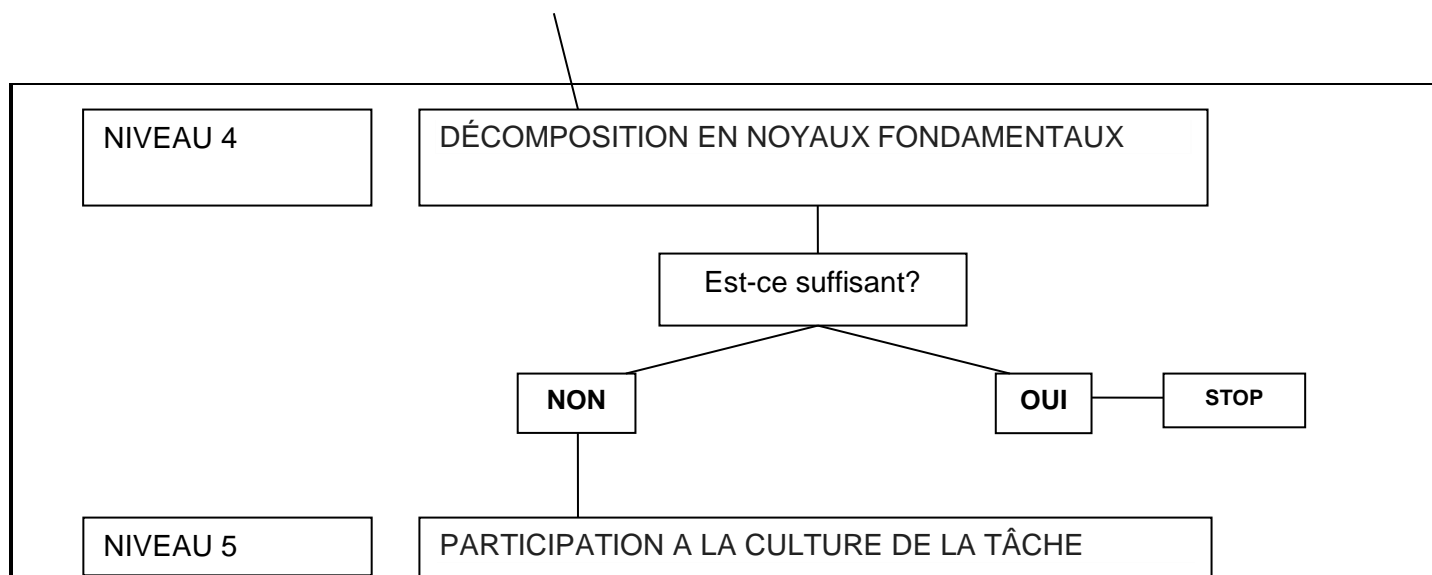 NIVEAU 4
DÉCOMPOSITION EN NOYAUX FONDAMENTAUX
Est-ce suffisant?
NON
OUI
STOP
NIVEAU 5
PARTICIPATION A LA CULTURE DE LA TÂCHE